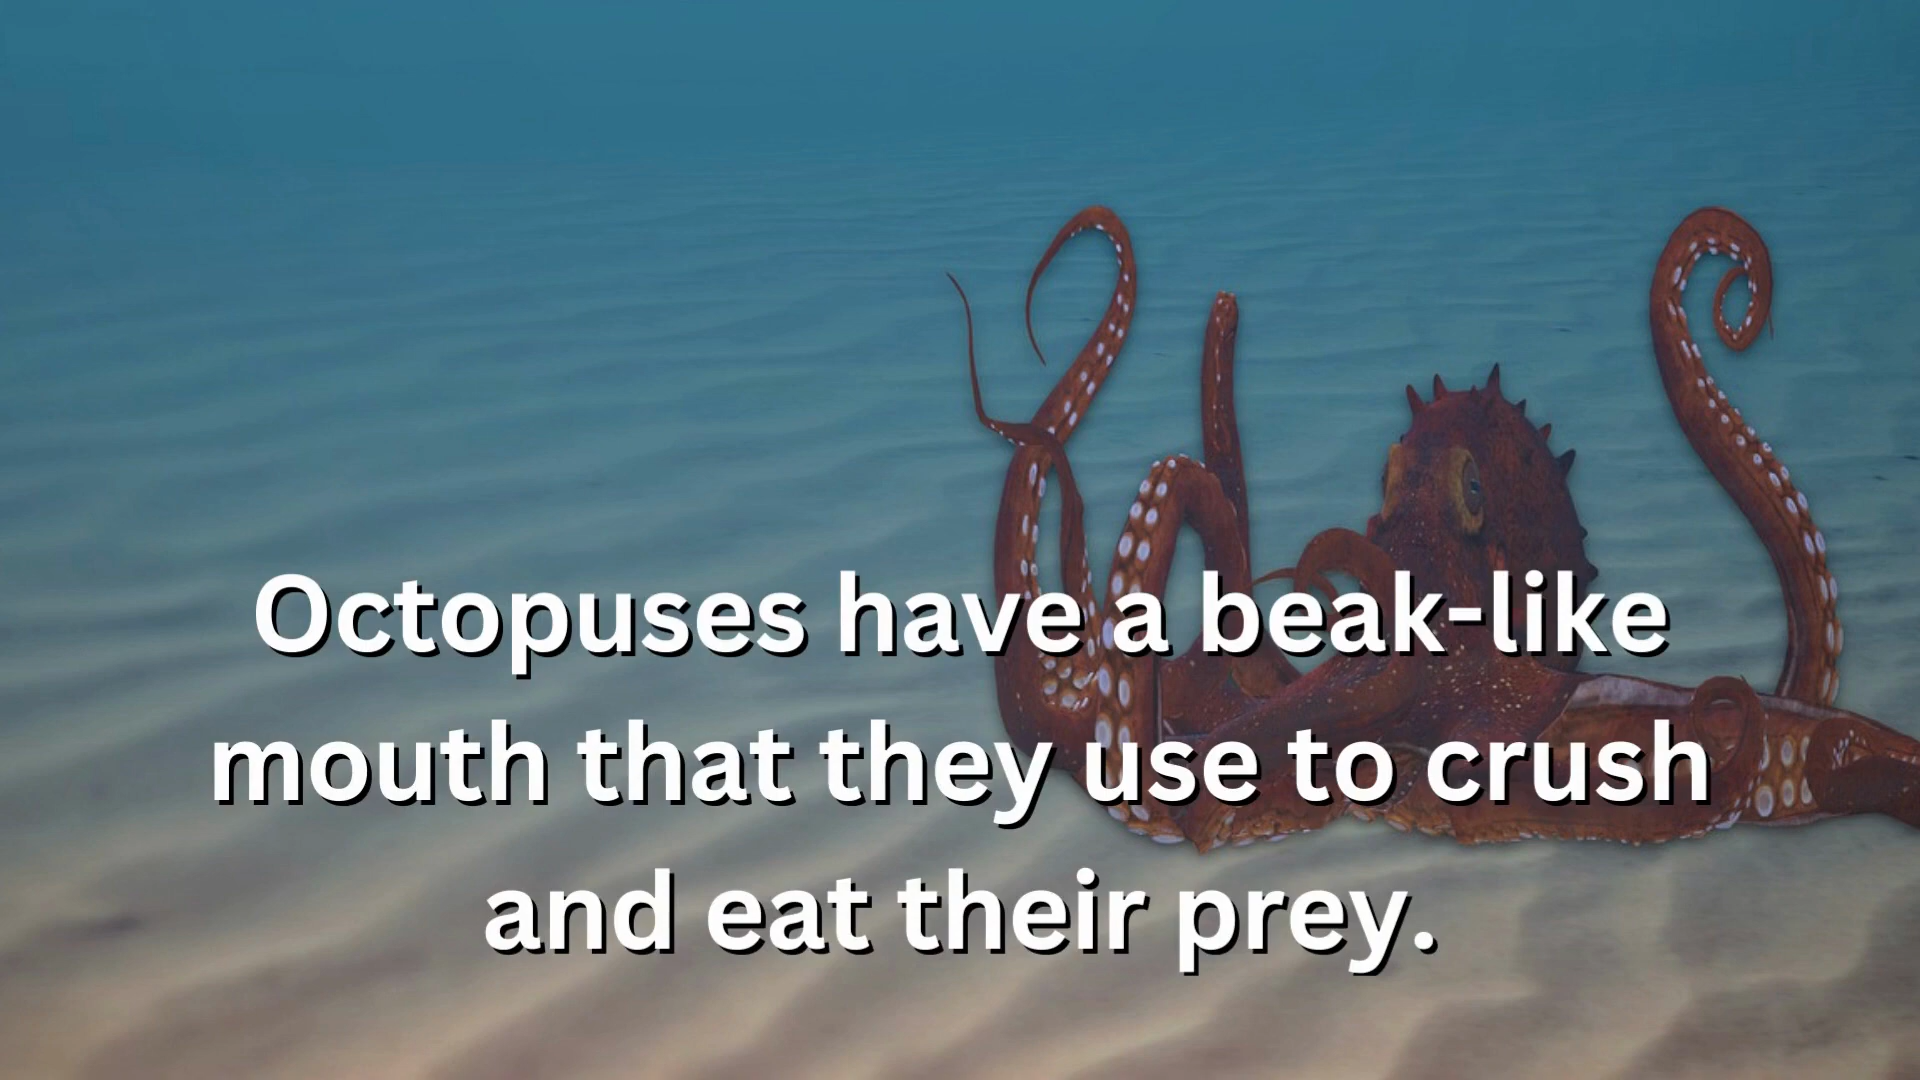 Octopuses have a beak-like
mouth that they use to crush
and eat their prey.